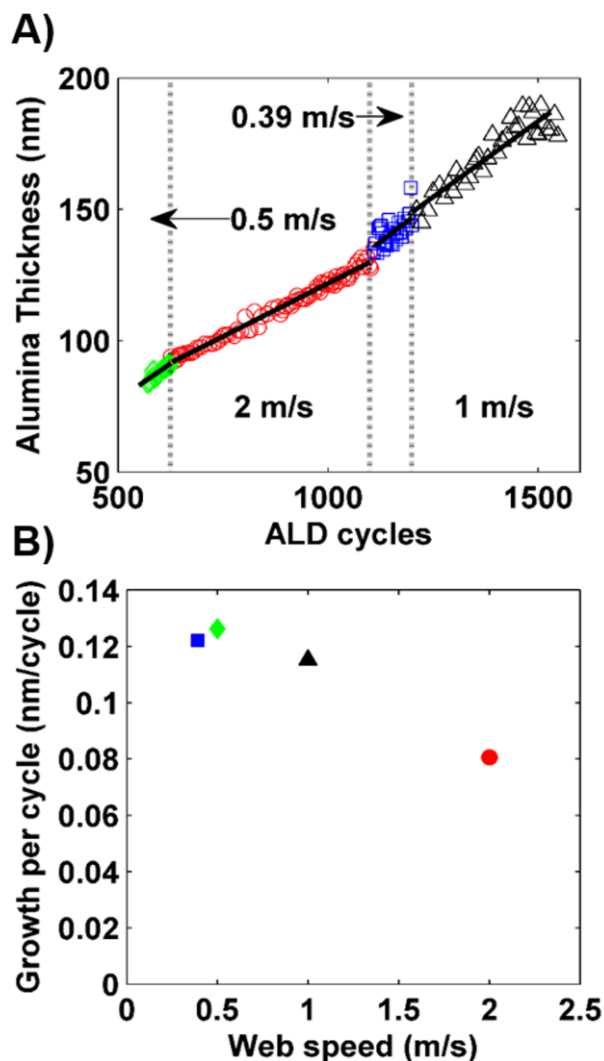 A)
Alumina Thickness (nm)
200
150
100
50
0.39 m/s
0.5 m/s
2 m/s
1 m/s
500
1000
1500
ALD cycles
B)
Growth per cycle (nm/cycle)
0.14
0.12
0.1
0.08
0.06
0.04
0.02
0
0
0.5
1
1.5
2
2.5
Web speed (m/s)